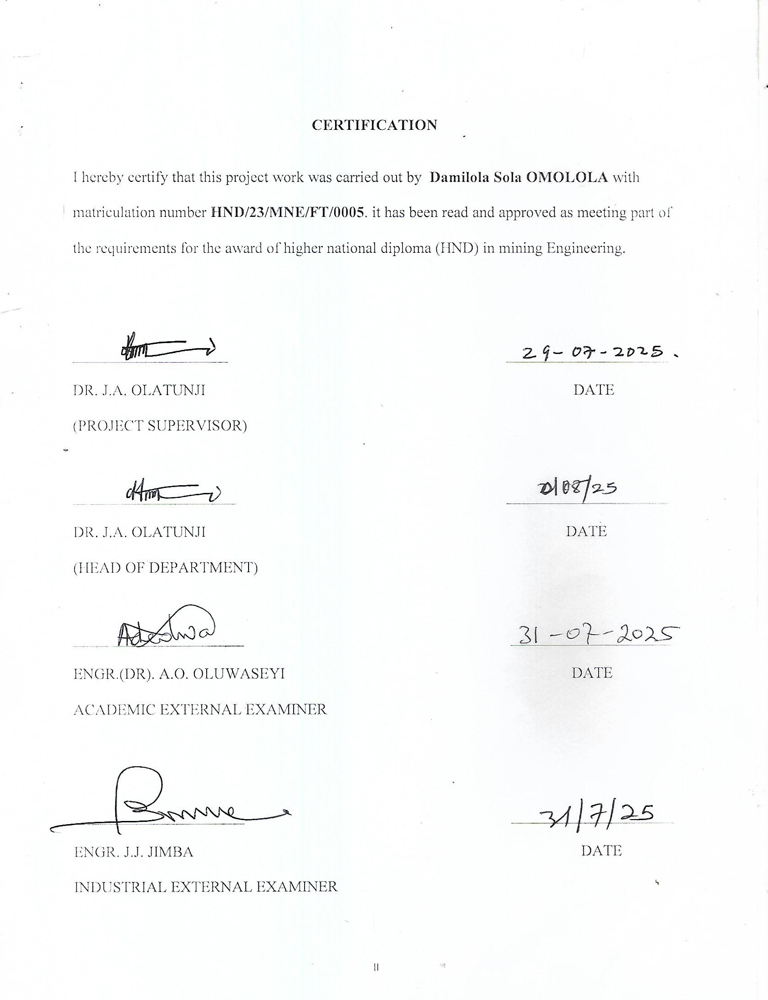 CERTIFICATION
I hereby certify that this project work was carried out by Damilola Sola OMOLOLA with
matriculation number HND/23/MNE/FT/0005. it has been read and approved as meeting part of
the requirements for the award of higher national diploma (HND) in mining Engineering.
29-07-2025.
DR. J.A. OLATUNJI DATE
(PROJECT SUPERVISOR)
/08/25
DR. J.A. OLATUNJI DATE
(HEAD OF DEPARTMENT)
31-07-2025
ENGR.(DR). A.O. OLUWASEYI DATE
ACADEMIC EXTERNAL EXAMINER
31/7/25
ENGR. J.J. JIMBA DATE
INDUSTRIAL EXTERNAL EXAMINER
II